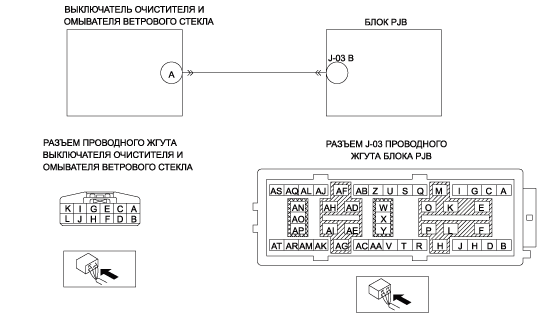 ВЫКЛЮЧАТЕЛЬ ОЧИСТИТЕЛЯ И
ОМЫВАТЕЛЯ ВЕТРОВОГО СТЕКЛА
БЛОК PJB
A
J-03 B
РАЗЪЕМ ПРОВОДНОГО ЖГУТА
ВЫКЛЮЧАТЕЛЯ ОЧИСТИТЕЛЯ И
ОМЫВАТЕЛЯ ВЕТРОВОГО СТЕКЛА
K I G E C A
L J H F D B
РАЗЪЕМ J-03 ПРОВОДНОГО
ЖГУТА БЛОКА PJB
AS AQ AL AJ AF AB Z U S Q M I G C A
AN AH AD W O K E
AO X
AP AI AE Y P L F
AT AR AM AK AG AC AA V T R H J H D B